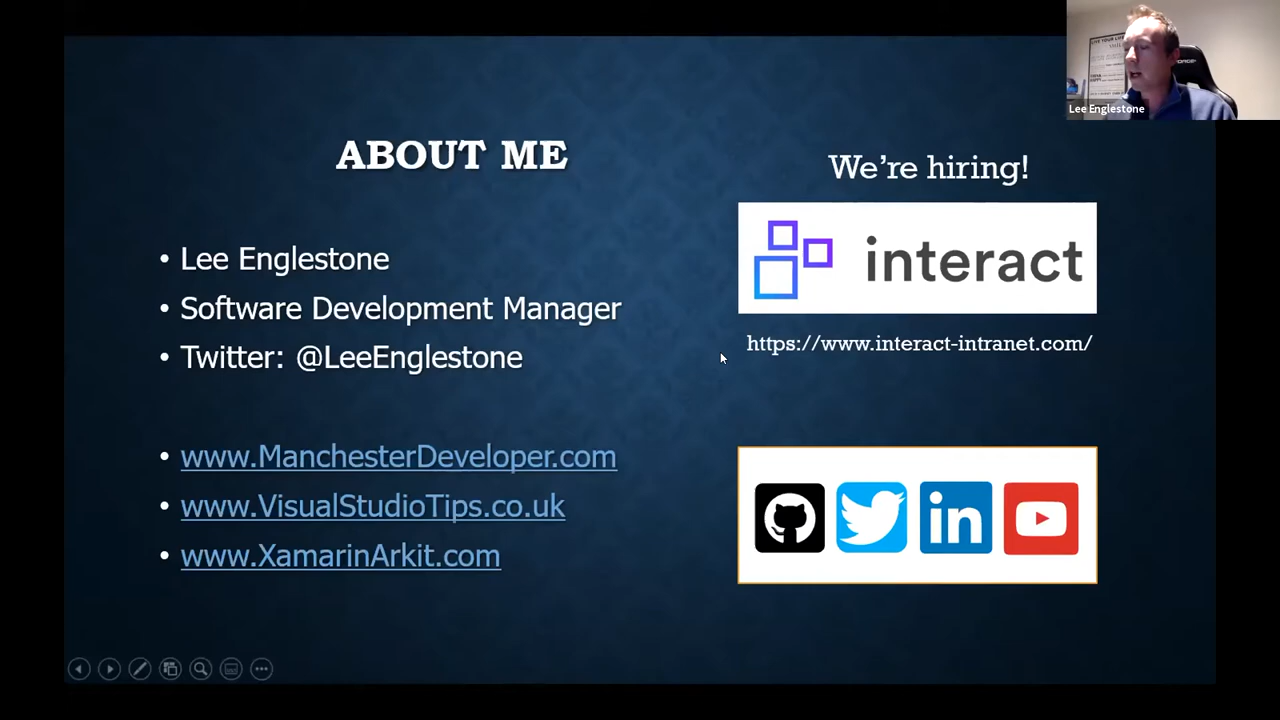 ABOUT ME
Lee Englestone
Software Development Manager
Twitter: @LeeEnglestone
www.ManchesterDeveloper.com
www.VisualStudioTips.co.uk
www.XamarinArkit.com
We're hiring!
interact
https://www.interact-intranet.com/
in
Lee Englestone